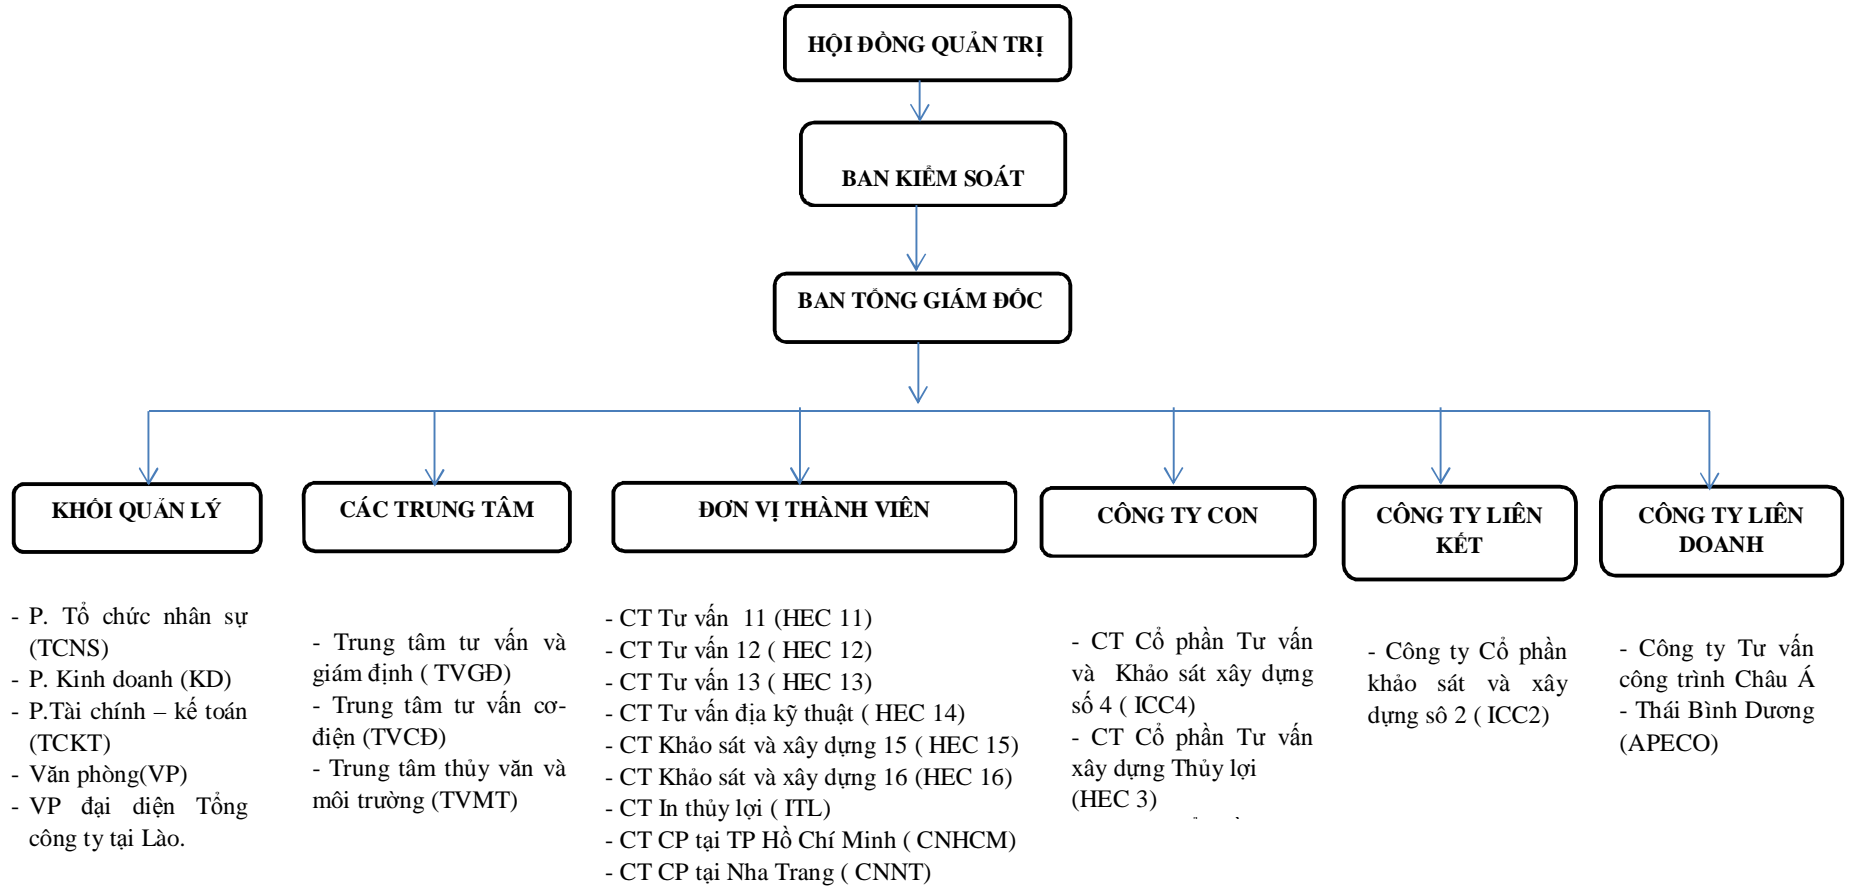 HỘI ĐỒNG QUẢN TRỊ
BAN KIỂM SOÁT
BAN TỔNG GIÁM ĐỐC
KHỐI QUẢN LÝ
- P. Tổ chức nhân sự
(TCNS)
- P. Kinh doanh (KD)
- P.Tài chính – kế toán
(TCKT)
- Văn phòng(VP)
- VP đại diện Tổng
công ty tại Lào.
CÁC TRUNG TÂM
- Trung tâm tư vấn và
giám định ( TVGĐ)
- Trung tâm tư vấn cơ-
điện (TVCĐ)
- Trung tâm thủy văn và
môi trường (TVMT)
ĐƠN VỊ THÀNH VIÊN
- CT Tư vấn 11 (HEC 11)
- CT Tư vấn 12 ( HEC 12)
- CT Tư vấn 13 ( HEC 13)
- CT Tư vấn địa kỹ thuật ( HEC 14)
- CT Khảo sát và xây dựng 15 ( HEC 15)
- CT Khảo sát và xây dựng 16 (HEC 16)
- CT In thủy lợi ( ITL)
- CT CP tại TP Hồ Chí Minh ( CNHCM)
- CT CP tại Nha Trang ( CNNT)
CÔNG TY CON
- CT Cổ phần Tư vấn
và Khảo sát xây dựng
số 4 ( ICC4)
- CT Cổ phần Tư vấn
xây dựng Thủy lợi
(HEC 3)
CÔNG TY LIÊN
KẾT
- Công ty Cổ phần
khảo sát và xây
dựng sô 2 ( ICC2)
CÔNG TY LIÊN
DOANH
- Công ty Tư vấn
công trình Châu Á
- Thái Bình Dương
(APECO)